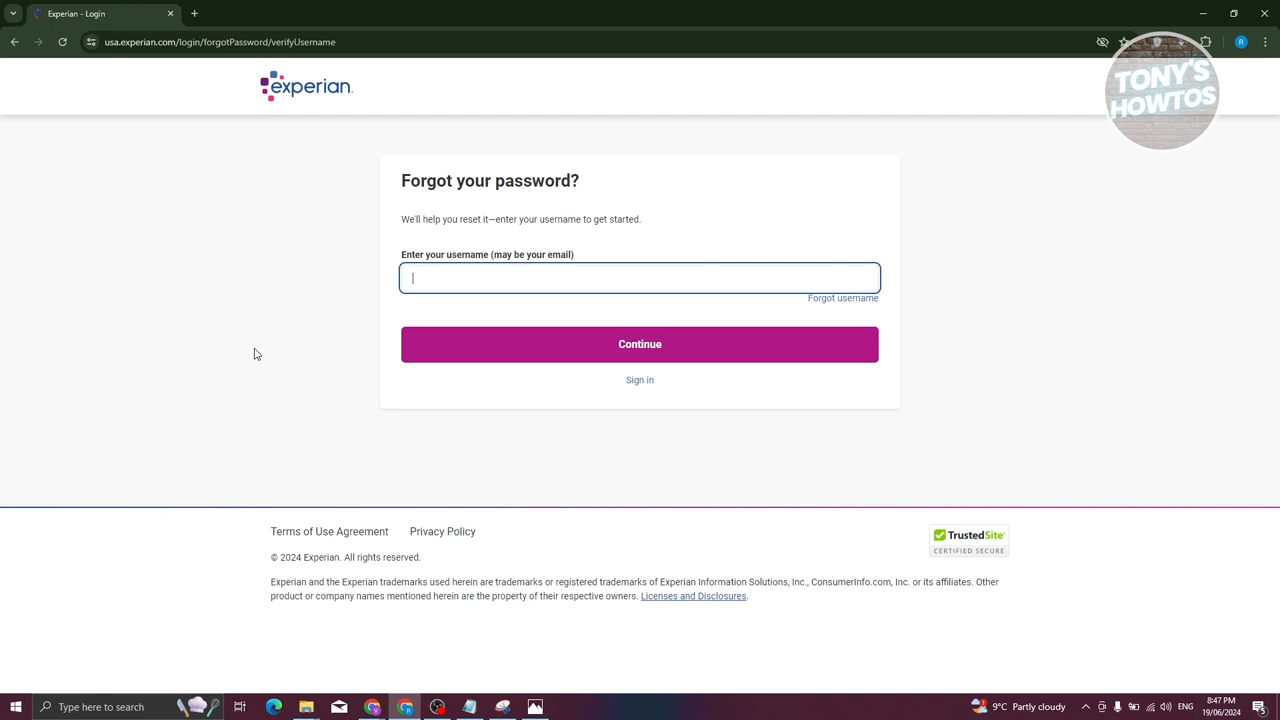 Experian - Login
usa.experian.com/login/forgotPassword/verifyUsername
R
TONY'S
HOWTOS
experian.
Forgot your password?
We'll help you reset it—enter your username to get started.
Enter your username (may be your email)
Forgot username
Continue
Sign in
Terms of Use Agreement Privacy Policy
TrustedSite
CERTIFIED SECURE
© 2024 Experian. All rights reserved.
Experian and the Experian trademarks used herein are trademarks or registered trademarks of Experian Information Solutions, Inc., ConsumerInfo.com, Inc. or its affiliates. Other
product or company names mentioned herein are the property of their respective owners. Licenses and Disclosures.
Type here to search
9°C Partly cloudy
ENG
8:47 PM
19/06/2024